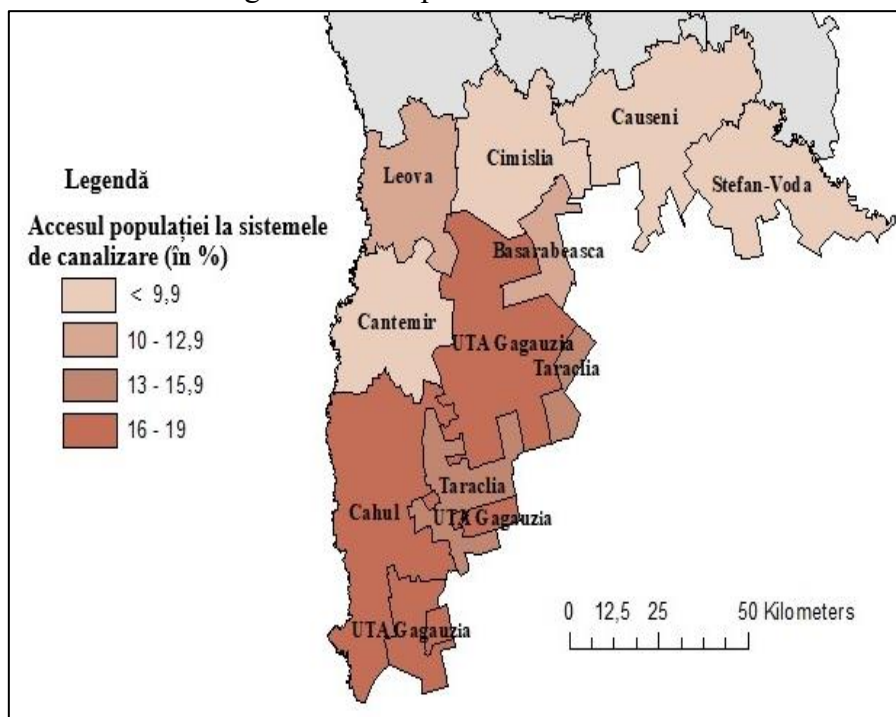 Legendă
Accesul populației la sistemele
de canalizare (în %)
< 9,9
10 - 12,9
13 - 15,9
16 - 19
Causeni
Cimislia
Leova
Stefan-Voda
Basarabeasca
Cantemir
UTA Gagauzia
Taraclia
Taraclia
Cahul
UTA Gagauzia
UTA Gagauzia
0 12,5 25 50 Kilometers